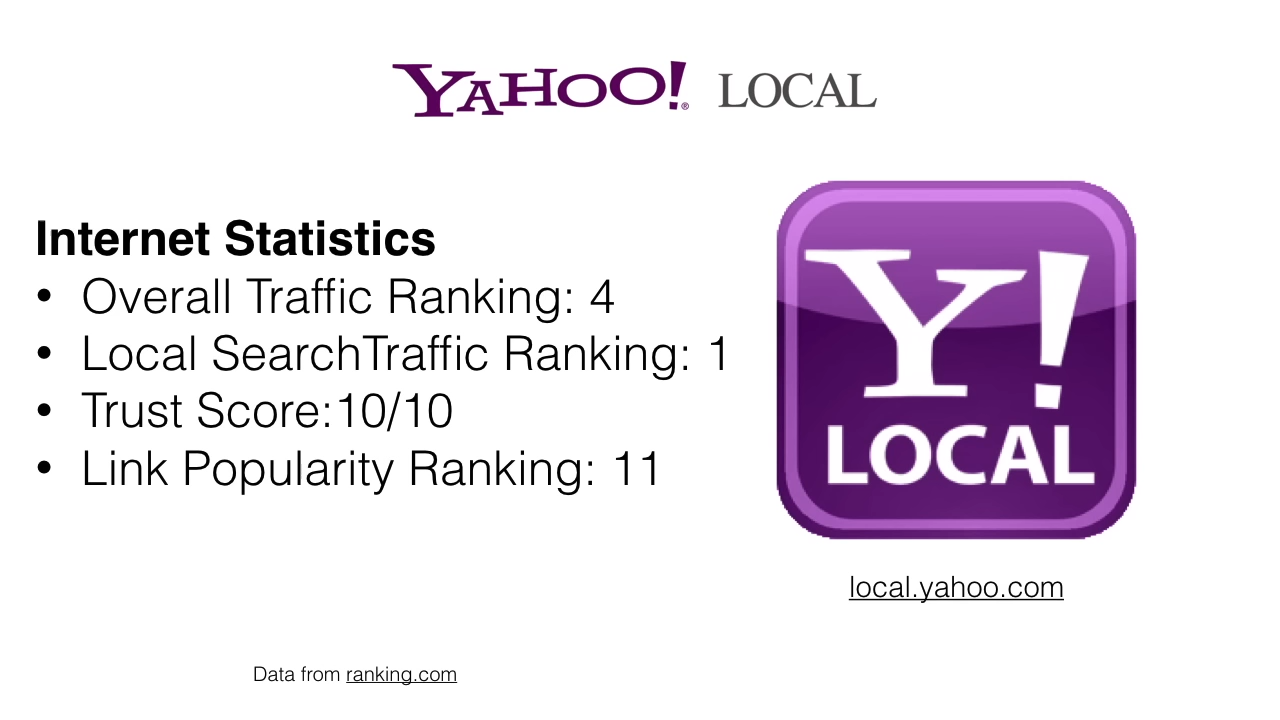 YAHOO!® LOCAL
Internet Statistics
• Overall Traffic Ranking: 4
• Local SearchTraffic Ranking: 1
• Trust Score:10/10
• Link Popularity Ranking: 11
Y!
LOCAL
local.yahoo.com
Data from ranking.com